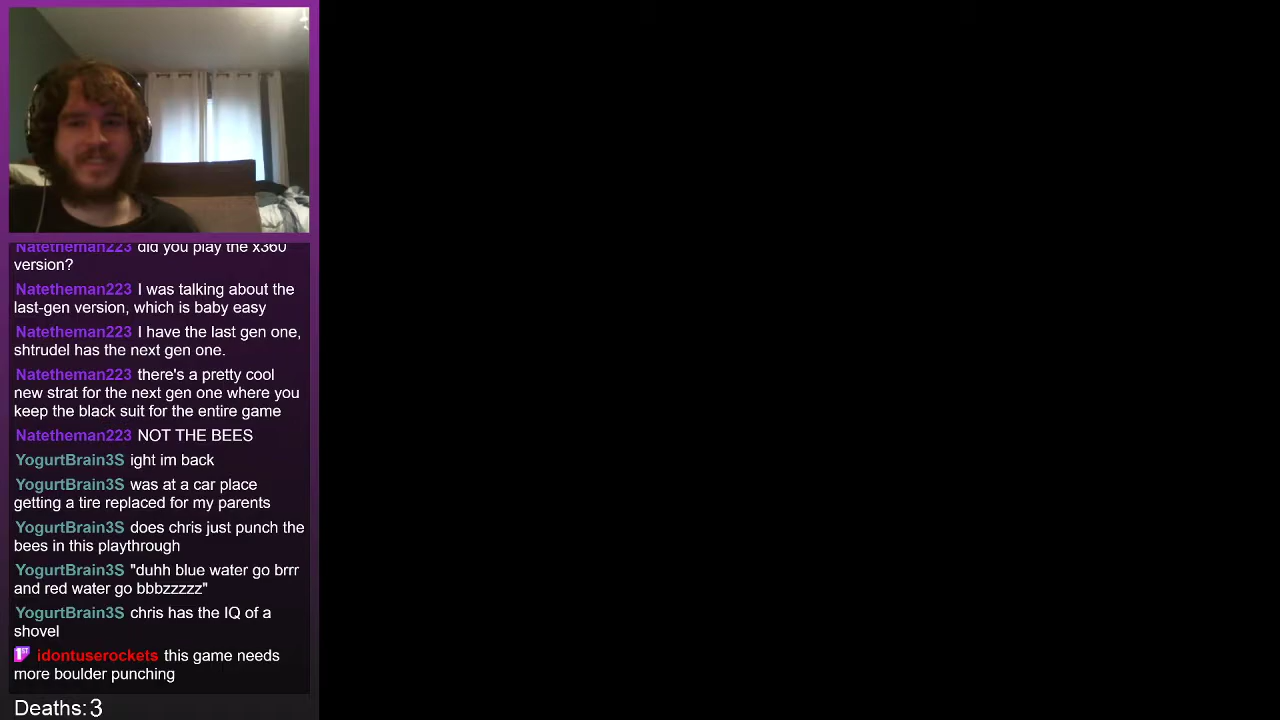 Natetheman223 did you play the x360
version?
Natetheman223 I was talking about the
last-gen version, which is baby easy
Natetheman223 I have the last gen one,
shtrudel has the next gen one.
Natetheman223 there's a pretty cool
new strat for the next gen one where you
keep the black suit for the entire game
Natetheman223 NOT THE BEES
YogurtBrain3S ight im back
YogurtBrain3S was at a car place
getting a tire replaced for my parents
YogurtBrain3S does chris just punch the
bees in this playthrough
YogurtBrain3S "duhh blue water go brrr
and red water go bbbzzzzz"
YogurtBrain3S chris has the IQ of a
shovel
1ST idontuserockets this game needs
more boulder punching
Deaths:3